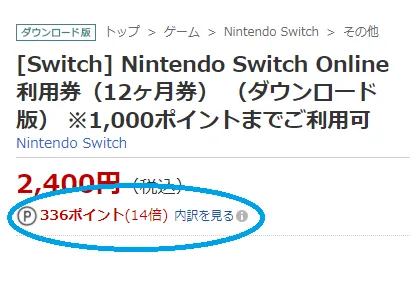 ダウンロード版 トップ > ゲーム > Nintendo Switch > その他
[Switch] Nintendo Switch Online
利用券（12ヶ月券） （ダウンロード
版） ※1,000ポイントまでご利用可
Nintendo Switch
2,400円（税込）
P 336ポイント(14倍) 内訳を見る i